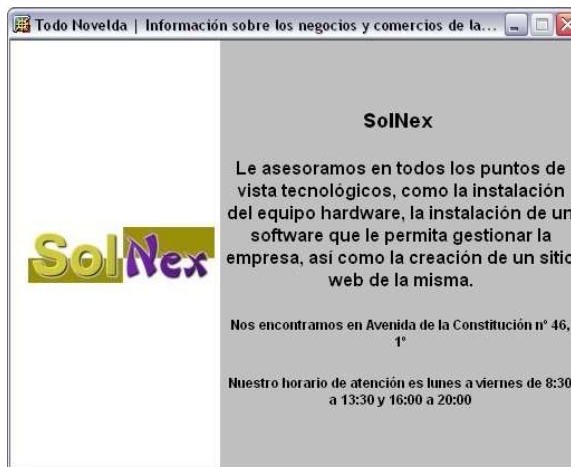 Todo Novelda | Información sobre los negocios y comercios de la...
SolNex
SolNex
Le asesoramos en todos los puntos de
vista tecnológicos, como la instalación
del equipo hardware, la instalación de un
software que le permita gestionar la
empresa, así como la creación de un sitio
web de la misma.
Nos encontramos en Avenida de la Constitución nº 46,
1º
Nuestro horario de atención es lunes a viernes de 8:30
a 13:30 y 16:00 a 20:00